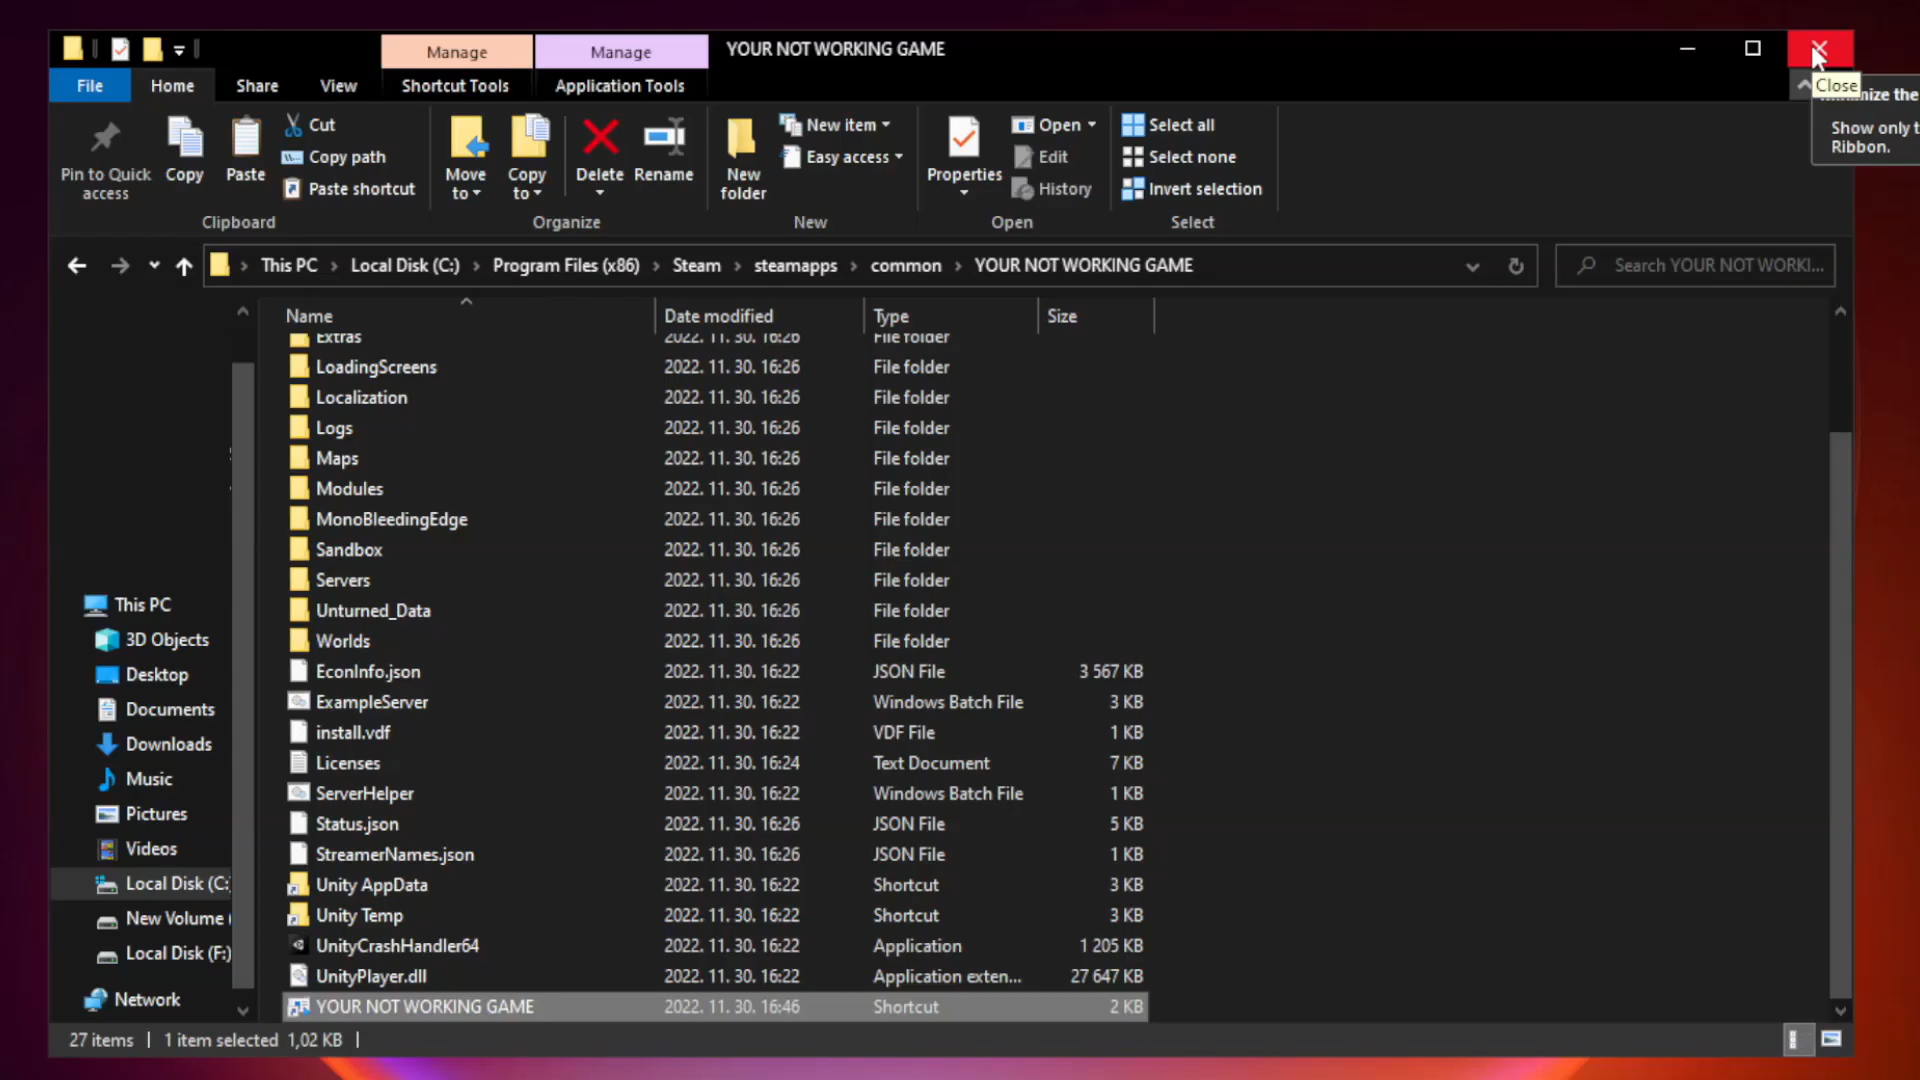 Manage
Manage
YOUR NOT WORKING GAME
File
Home
Share
View
Shortcut Tools
Application Tools
Close
the
Show only t
Ribbon.
Pin to Quick
access
Copy
Paste
Cut
Copy path
Paste shortcut
Clipboard
Move
to
Copy
to
Delete
Rename
Organize
New
folder
New item
Easy access
New
Properties
Open
Edit
History
Open
Select all
Select none
Invert selection
Select
This PC
Local Disk (C:)
Program Files (x86)
Steam
steamapps
common
YOUR NOT WORKING GAME
Search YOUR NOT WORKI...
Name Date modified Type Size
Extras 2022. 11. 30. 16:26 File folder
LoadingScreens 2022. 11. 30. 16:26 File folder
Localization 2022. 11. 30. 16:26 File folder
Logs 2022. 11. 30. 16:26 File folder
Maps 2022. 11. 30. 16:26 File folder
Modules 2022. 11. 30. 16:26 File folder
MonoBleedingEdge 2022. 11. 30. 16:26 File folder
Sandbox 2022. 11. 30. 16:26 File folder
Servers 2022. 11. 30. 16:26 File folder
Unturned_Data 2022. 11. 30. 16:26 File folder
Worlds 2022. 11. 30. 16:26 File folder
EconInfo.json 2022. 11. 30. 16:22 JSON File 3 567 KB
ExampleServer 2022. 11. 30. 16:22 Windows Batch File 3 KB
install.vdf 2022. 11. 30. 16:22 VDF File 1 KB
Licenses 2022. 11. 30. 16:24 Text Document 7 KB
ServerHelper 2022. 11. 30. 16:22 Windows Batch File 1 KB
Status.json 2022. 11. 30. 16:26 JSON File 5 KB
StreamerNames.json 2022. 11. 30. 16:26 JSON File 1 KB
Unity AppData 2022. 11. 30. 16:22 Shortcut 3 KB
Unity Temp 2022. 11. 30. 16:22 Shortcut 3 KB
UnityCrashHandler64 2022. 11. 30. 16:22 Application 1 205 KB
UnityPlayer.dll 2022. 11. 30. 16:22 Application exten... 27 647 KB
YOUR NOT WORKING GAME 2022. 11. 30. 16:46 Shortcut 2 KB
This PC
3D Objects
Desktop
Documents
Downloads
Music
Pictures
Videos
Local Disk (C:
New Volume (
Local Disk (F:)
Network
27 items
1 item selected 1,02 KB